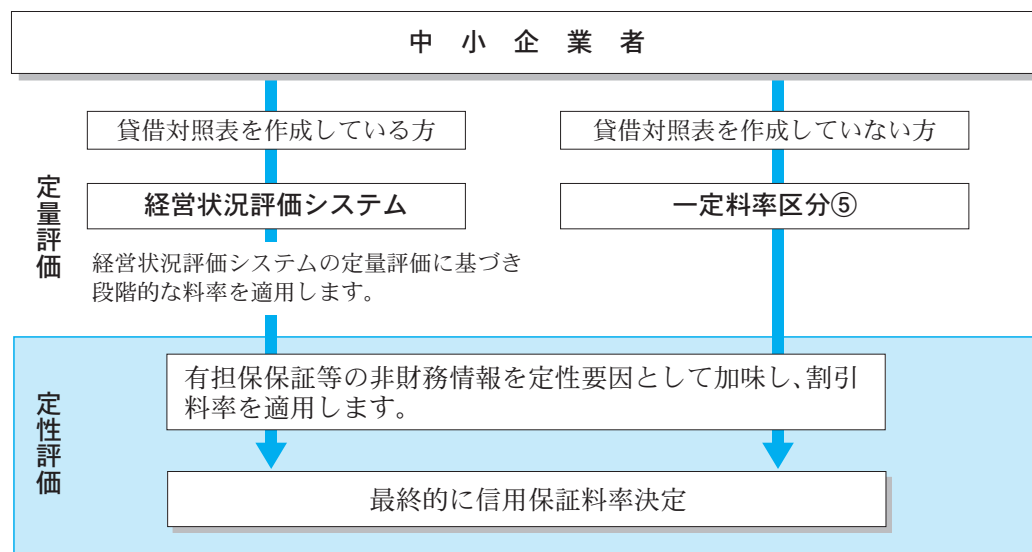 中小企業者
貸借対照表を作成している方
貸借対照表を作成していない方
定量評価
経営状況評価システム
一定料率区分⑤
経営状況評価システムの定量評価に基づき
段階的な料率を適用します。
定性評価
有担保保証等の非財務情報を定性要因として加味し、割引
料率を適用します。
最終的に信用保証料率決定